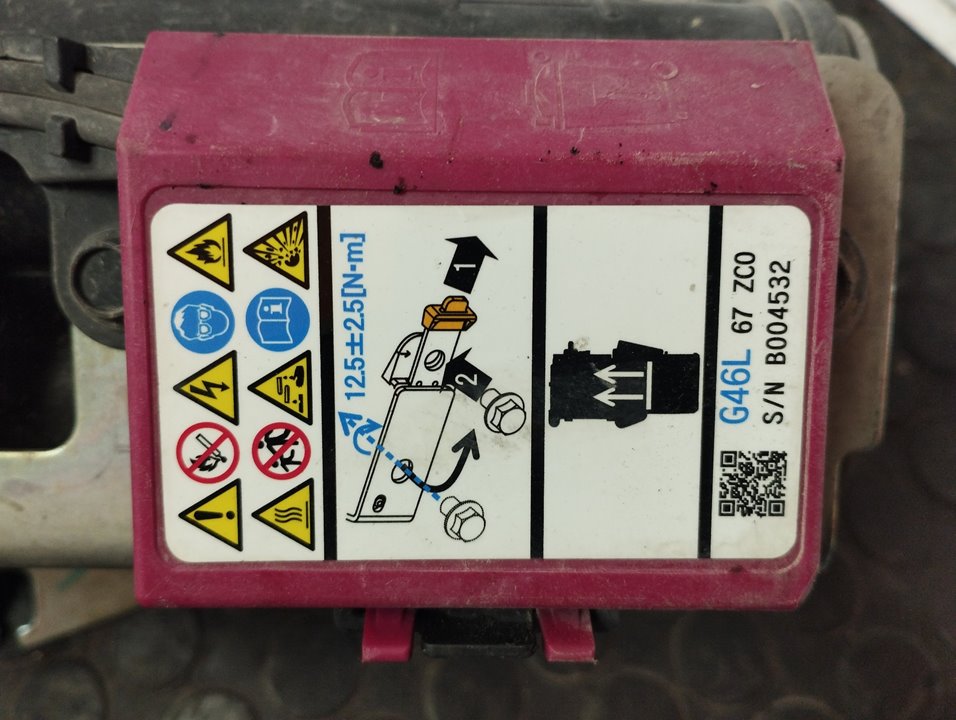 12.5±2.5[N·m]
1
2
G46L 67 ZC0
S/N B004532